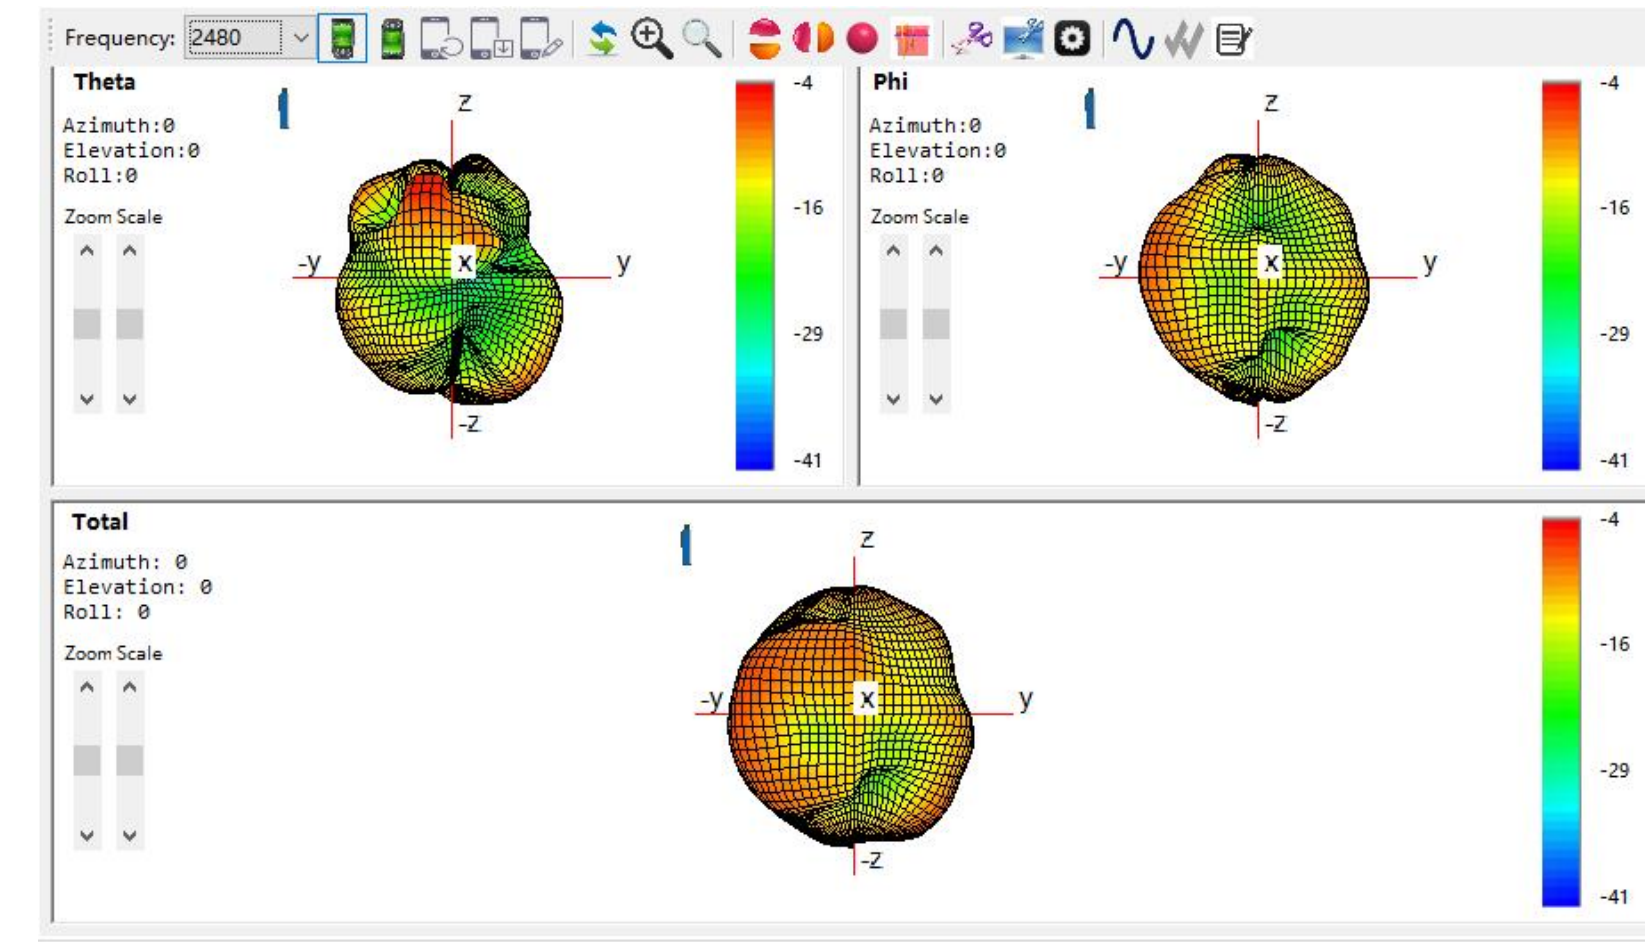 Frequency: 2480
Theta
Azimuth:0
Elevation:0
Roll:0
Zoom Scale
z
-y
x
y
-z
-4
-16
-29
-41
Phi
Azimuth:0
Elevation:0
Roll:0
Zoom Scale
z
-y
x
y
-z
-4
-16
-29
-41
Total
Azimuth: 0
Elevation: 0
Roll: 0
Zoom Scale
z
-y
x
y
-z
-4
-16
-29
-41